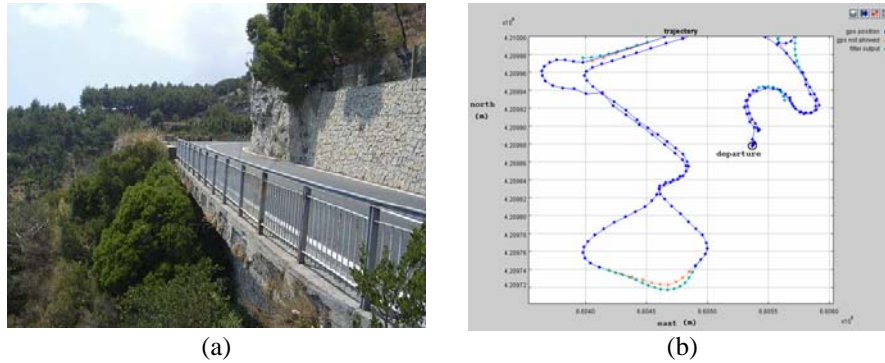 x10⁶
trajectory
gps position
gps not allowed
filter output
4.21000
4.20998
4.20996
4.20994
4.20992
north
(m)
4.20990
4.20988
departure
4.20986
4.20984
4.20982
4.20980
4.20978
4.20976
4.20974
4.20972
6.6040
6.6045
6.6050
6.6055
6.6060
east (m)
(a)
(b)